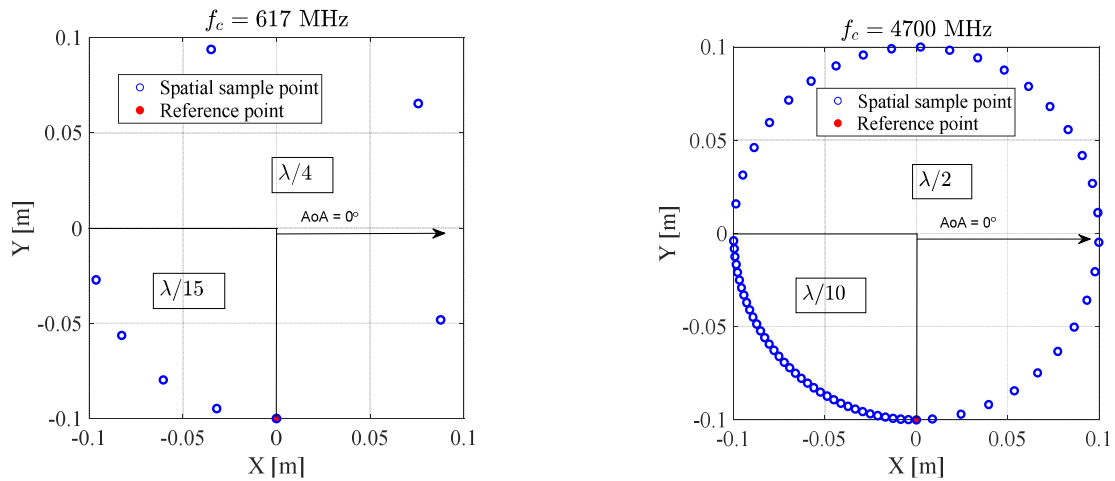 f_c = 617 MHz
0.1
0.05
0
-0.05
-0.1
Y [m]
Spatial sample point
Reference point
λ/4
AoA = 0°
λ/15
-0.1
-0.05
0
0.05
0.1
X [m]
f_c = 4700 MHz
0.1
0.05
0
-0.05
-0.1
Y [m]
Spatial sample point
Reference point
λ/2
AoA = 0°
λ/10
-0.1
-0.05
0
0.05
0.1
X [m]